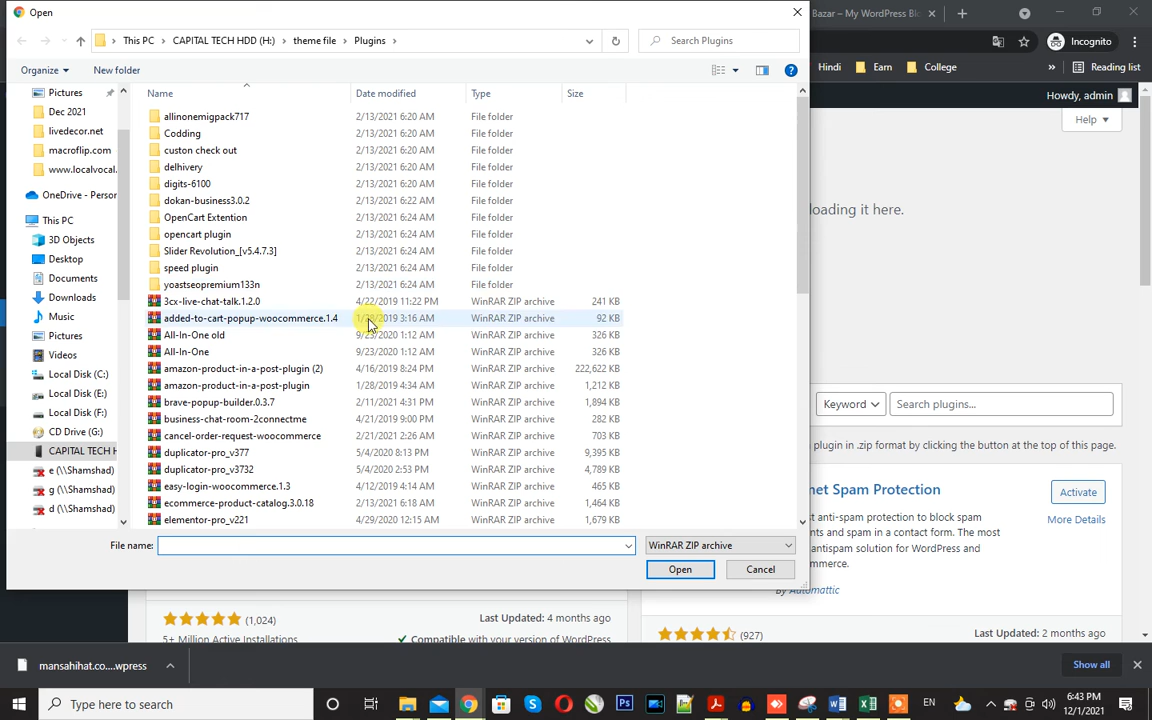 Open
Bazar – My WordPress Blo
This PC > CAPITAL TECH HDD (H:) > theme file > Plugins >
Search Plugins
Incognito
Organize
New folder
Hindi Earn College » Reading list
Name Date modified Type Size
Howdy, admin
Help
Pictures
Dec 2021
livedecor.net
macroflip.com
www.localvocal.
OneDrive - Person
This PC
3D Objects
Desktop
Documents
Downloads
Music
Pictures
Videos
Local Disk (C:)
Local Disk (E:)
Local Disk (F:)
CD Drive (G:)
CAPITAL TECH H
e (\\Shamshad)
g (\\Shamshad)
d (\\Shamshad)
allinonemigpack717 2/13/2021 6:20 AM File folder
Codding 2/13/2021 6:20 AM File folder
custon check out 2/13/2021 6:20 AM File folder
delhivery 2/13/2021 6:20 AM File folder
digits-6100 2/13/2021 6:20 AM File folder
dokan-business3.0.2 2/13/2021 6:22 AM File folder
OpenCart Extention 2/13/2021 6:24 AM File folder
opencart plugin 2/13/2021 6:24 AM File folder
Slider Revolution_[v5.4.7.3] 2/13/2021 6:24 AM File folder
speed plugin 2/13/2021 6:24 AM File folder
yoastseopremium133n 2/13/2021 6:24 AM File folder
3cx-live-chat-talk.1.2.0 4/22/2019 11:22 PM WinRAR ZIP archive 241 KB
added-to-cart-popup-woocommerce.1.4 1/28/2019 3:16 AM WinRAR ZIP archive 92 KB
All-In-One old 9/23/2020 1:12 AM WinRAR ZIP archive 326 KB
All-In-One 9/23/2020 1:12 AM WinRAR ZIP archive 326 KB
amazon-product-in-a-post-plugin (2) 4/16/2019 8:24 PM WinRAR ZIP archive 222,622 KB
amazon-product-in-a-post-plugin 1/28/2019 4:34 AM WinRAR ZIP archive 1,212 KB
brave-popup-builder.0.3.7 2/11/2021 4:31 PM WinRAR ZIP archive 1,894 KB
business-chat-room-2connectme 4/21/2019 9:00 PM WinRAR ZIP archive 282 KB
cancel-order-request-woocommerce 2/21/2021 2:26 AM WinRAR ZIP archive 703 KB
duplicator-pro_v377 5/4/2020 8:13 PM WinRAR ZIP archive 9,395 KB
duplicator-pro_v3732 5/4/2020 2:53 PM WinRAR ZIP archive 4,789 KB
easy-login-woocommerce.1.3 4/12/2019 4:14 AM WinRAR ZIP archive 465 KB
ecommerce-product-catalog.3.0.18 2/13/2021 6:18 AM WinRAR ZIP archive 1,464 KB
elementor-pro_v221 4/29/2020 12:15 AM WinRAR ZIP archive 1,679 KB
File name:
WinRAR ZIP archive
Open
Cancel
loading it here.
Keyword
Search plugins...
plugin in .zip format by clicking the button at the top of this page.
net Spam Protection
Activate
More Details
anti-spam protection to block spam
nts and spam in a contact form. The most
antispam solution for WordPress and
mmerce.
By Automattic
(1,024)
Last Updated: 4 months ago
5+ Million Active Installations
Compatible with your version of WordPress
(927)
Last Updated: 2 months ago
mansahihat.co....wpress
Show all
Type here to search
EN
6:43 PM
12/1/2021